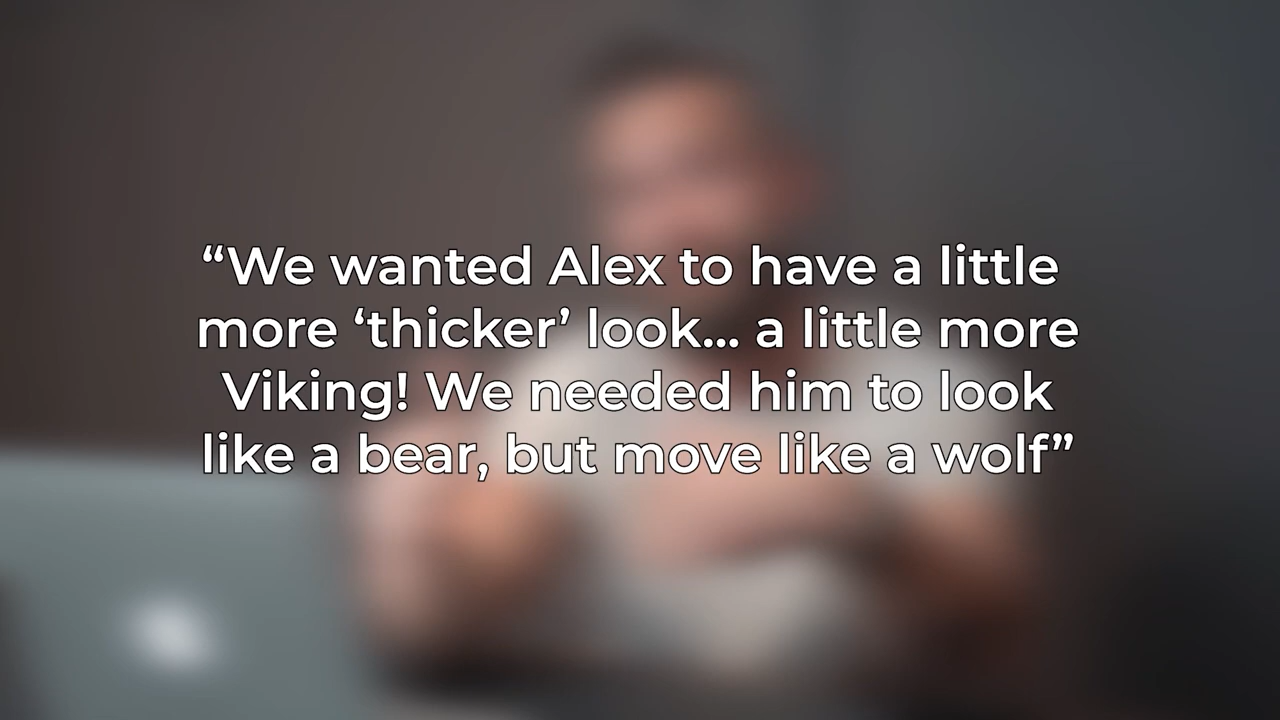 “We wanted Alex to have a little
more ‘thicker’ look... a little more
Viking! We needed him to look
like a bear, but move like a wolf”